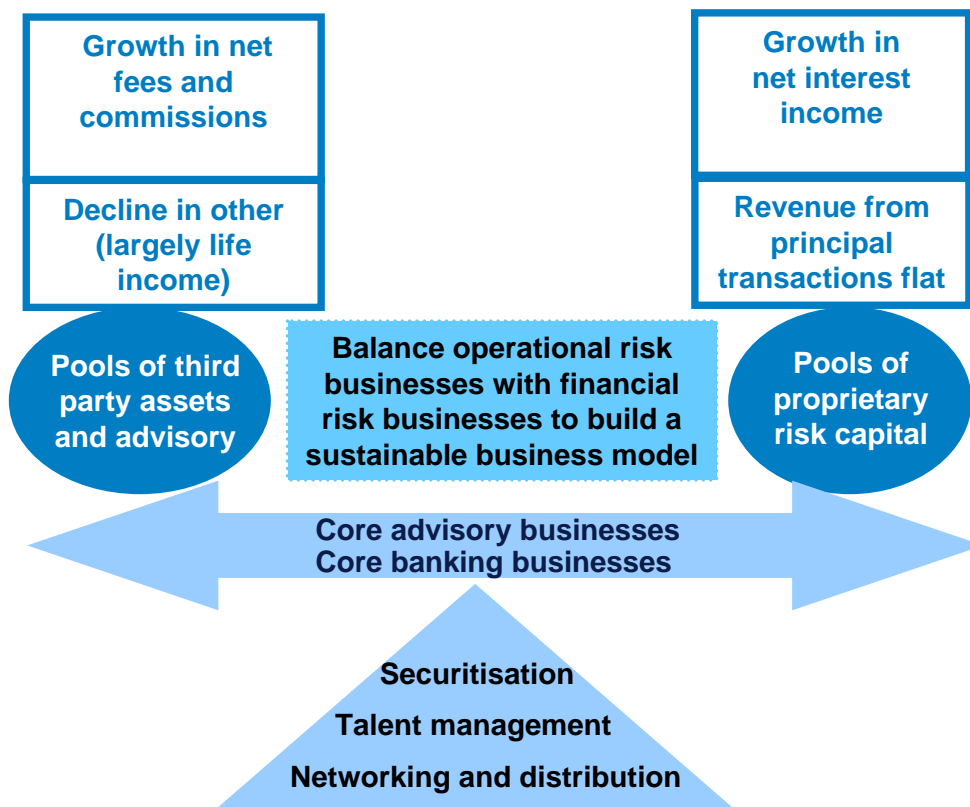 Growth in net
fees and
commissions
Decline in other
(largely life
income)
Growth in
net interest
income
Revenue from
principal
transactions flat
Pools of third
party assets
and advisory
Balance operational risk
businesses with financial
risk businesses to build a
sustainable business model
Pools of
proprietary
risk capital
Core advisory businesses
Core banking businesses
Securitisation
Talent management
Networking and distribution